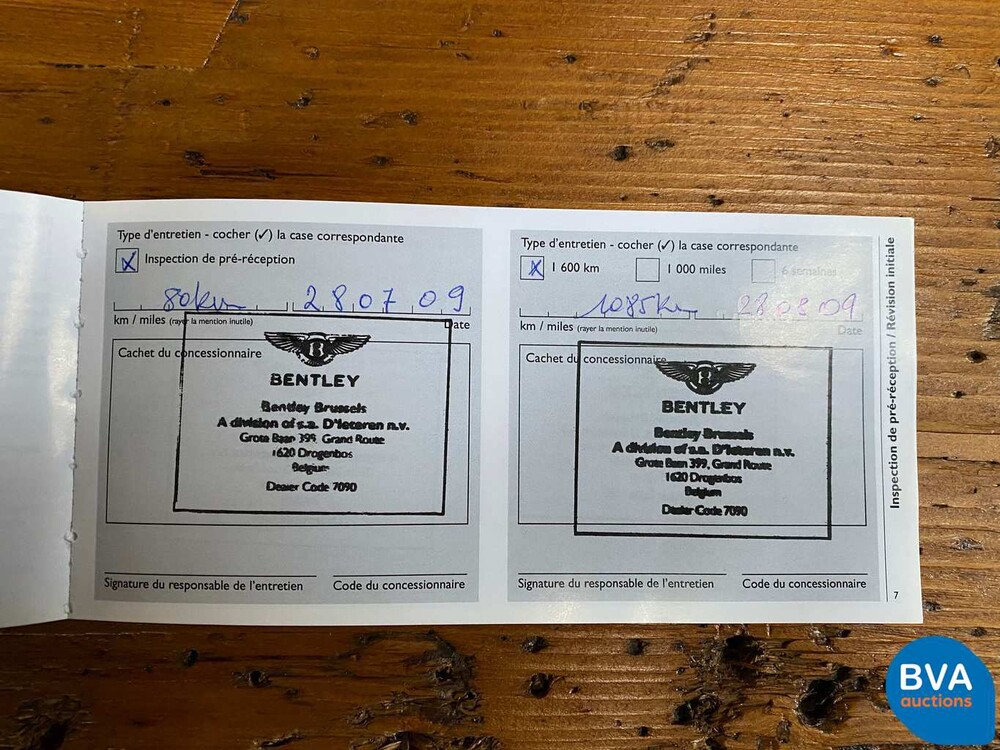 Type d'entretien - cocher (✓) la case correspondante
Inspection de pré-réception
80km 28 07 09
km / miles (rayer la mention inutile) Date
Cachet du concessionnaire
BENTLEY
Bentley Brussels
A division of s.a. D'Ieteren n.v.
Grote Baan 399, Grand Route
1620 Drogenbos
Belgium
Dealer Code 7090
Signature du responsable de l'entretien Code du concessionnaire
Type d'entretien - cocher (✓) la case correspondante
1 600 km 1 000 miles 6 semaines
1085km 28 08 09
km / miles (rayer la mention inutile) Date
Cachet du concessionnaire
BENTLEY
Bentley Brussels
A division of s.a. D'Ieteren n.v.
Grote Baan 399, Grand Route
1620 Drogenbos
Belgium
Dealer Code 7090
Signature du responsable de l'entretien Code du concessionnaire
Inspection de pré-réception / Révision initiale
7
BVA
auctions